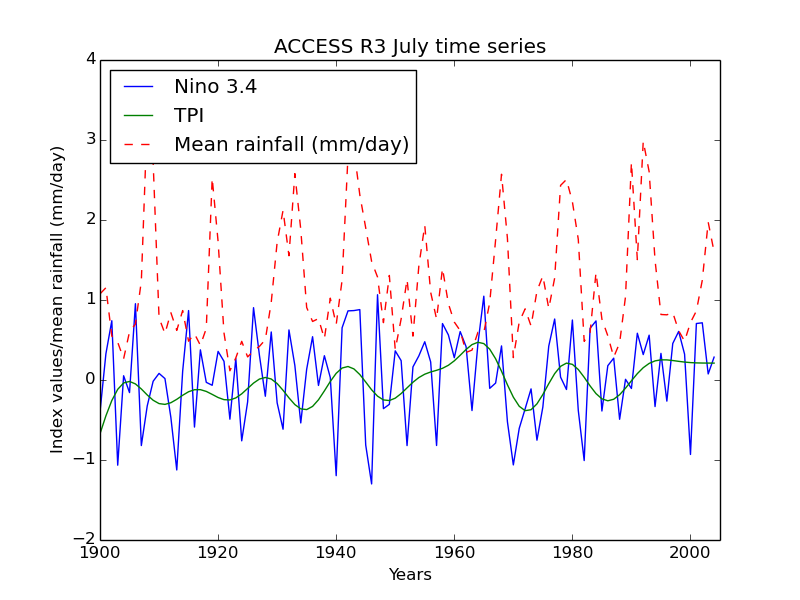 ACCESS R3 July time series
Nino 3.4
TPI
Mean rainfall (mm/day)
Index values/mean rainfall (mm/day)
4
3
2
1
0
−1
−2
1900
1920
1940
1960
1980
2000
Years